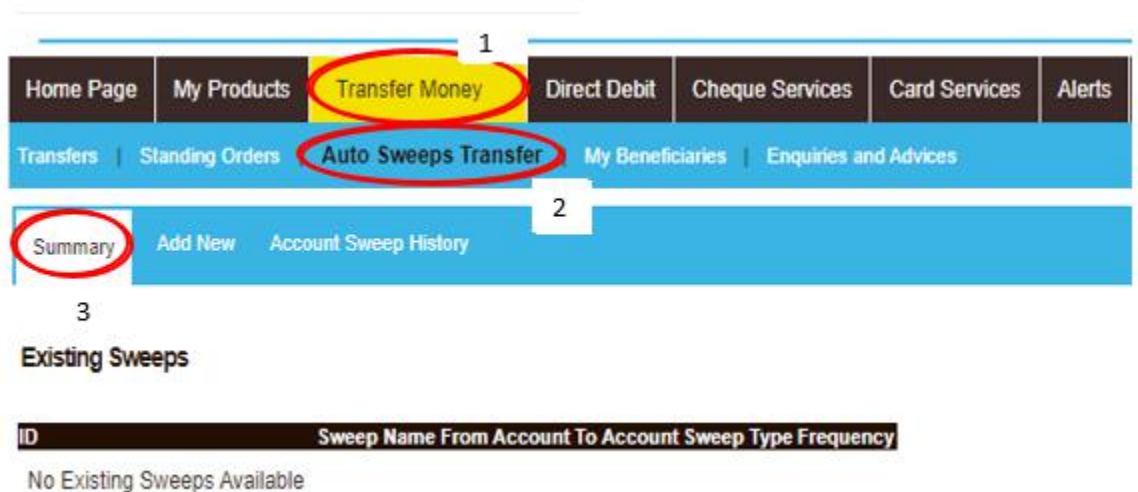 1
Home Page My Products Transfer Money Direct Debit Cheque Services Card Services Alerts
Transfers | Standing Orders | Auto Sweeps Transfer | My Beneficiaries | Enquiries and Advices
2
Summary Add New Account Sweep History
3
Existing Sweeps
ID Sweep Name From Account To Account Sweep Type Frequency
No Existing Sweeps Available